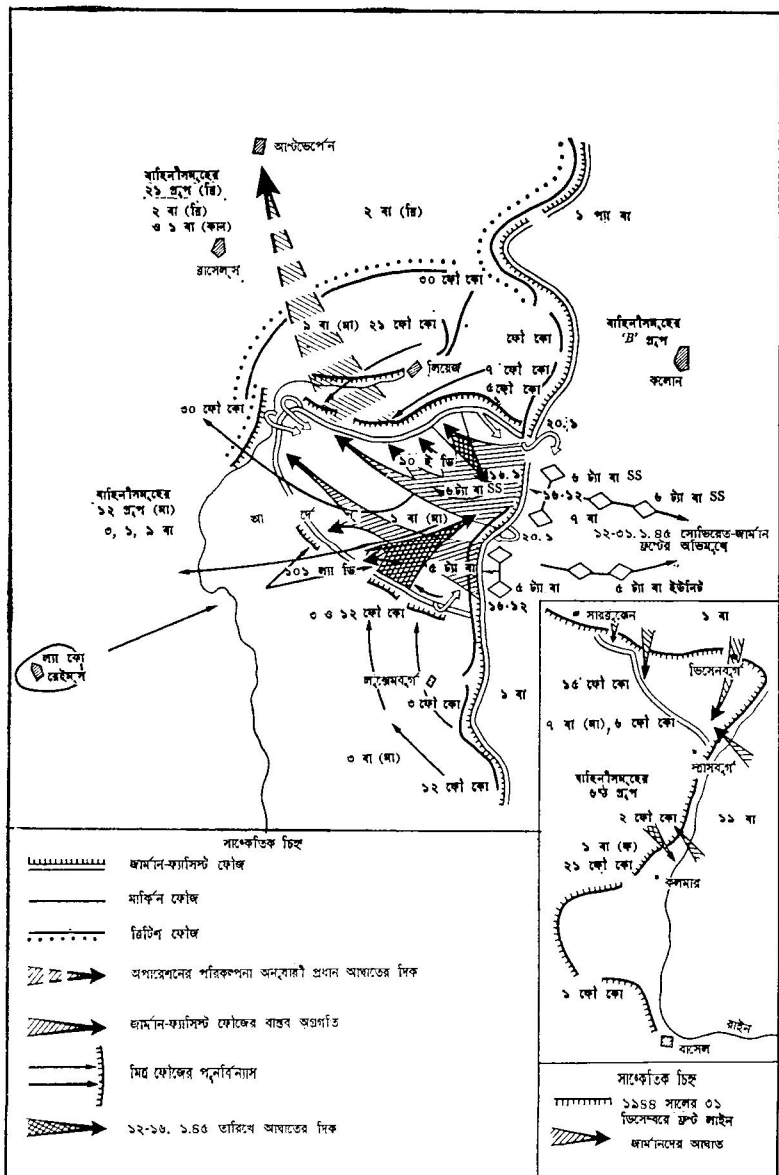 আন্টভের্পেন
বাহিনীসমূহের
২১ গ্রুপ (ব্রি)
২ বা (ব্রি)
ও ১ বা (কান)
ব্রাসেলস
২ বা (ব্রি)
১ প্যা বা
৩০ ফৌ কো
৯ বা (মা) ২১ ফৌ কো
ফৌ কো
লিয়েজ
৭ ফৌ কো
৫ ফৌ কো
বাহিনীসমূহের
'B' গ্রুপ
কলোন
৩০ ফৌ কো
২০.১
১০ ই ডি
১৬.১
৬ ট্যা বা SS
৬ ট্যা বা SS
১৬.১২
৬ ট্যা বা SS
৭ বা
বাহিনীসমূহের
১২ গ্রুপ (মা)
৩, ১, ৯ বা
আ র্দে ন
১ বা (মা)
২০.১
১২-৩১.১.৪৫ সোভিয়েত-জার্মান
ফ্রন্টের অভিমুখে
১০১ ল্যা ডি
৫ ট্যা বা
৫ ট্যা বা
৫ ট্যা বা ইউনিট
১৬.১২
৩ ও ১২ ফৌ কো
ল্যা কো
রেইমস
লুক্সেমবুর্গ
৩ ফৌ কো
১ বা
৩ বা (মা)
১২ ফৌ কো
সারব্রুকেন
১ বা
ভিসেনবুর্গ
১৫ ফৌ কো
৭ বা (মা), ৬ ফৌ কো
স্ত্রাসবুর্গ
বাহিনীসমূহের
৬ষ্ঠ গ্রুপ
২ ফৌ কো
১৯ বা
১ বা (ফ)
২১ ফৌ কো
কলমার
১ ফৌ কো
রাইন
বাসেল
সাংকেতিক চিহ্ন
১৯৪৪ সালের ৩১
ডিসেম্বরে ফ্রন্ট লাইন
জার্মানদের আঘাত
সাংকেতিক চিহ্ন
জার্মান-ফ্যাসিস্ট ফৌজ
মার্কিন ফৌজ
ব্রিটিশ ফৌজ
অপারেশনের পরিকল্পনা অনুযায়ী প্রধান আঘাতের দিক
জার্মান-ফ্যাসিস্ট ফৌজের বাস্তব অগ্রগতি
মিত্র ফৌজের পুনর্বিন্যাস
১২-১৬. ১.৪৫ তারিখে আঘাতের দিক